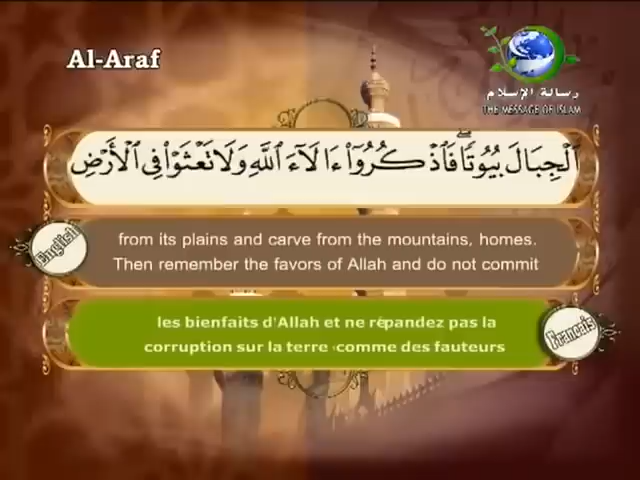 Al-Araf
رسالة الإسلام
THE MESSAGE OF ISLAM
ٱلْجِبَالَ بُيُوتًا ۖ فَٱذْكُرُوٓا۟ ءَالَآءَ ٱللَّهِ وَلَا تَعْثَوْا۟ فِى ٱلْأَرْضِ
English
from its plains and carve from the mountains, homes.
Then remember the favors of Allah and do not commit
les bienfaits d'Allah et ne répandez pas la
corruption sur la terre ‹comme des fauteurs
Francais